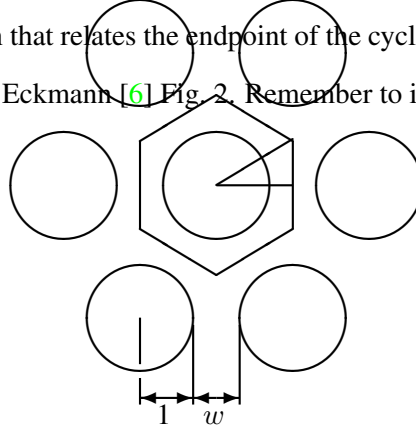 that relates the endpoint of the cycl
Eckmann [6] Fig. 2. Remember to i
1 w